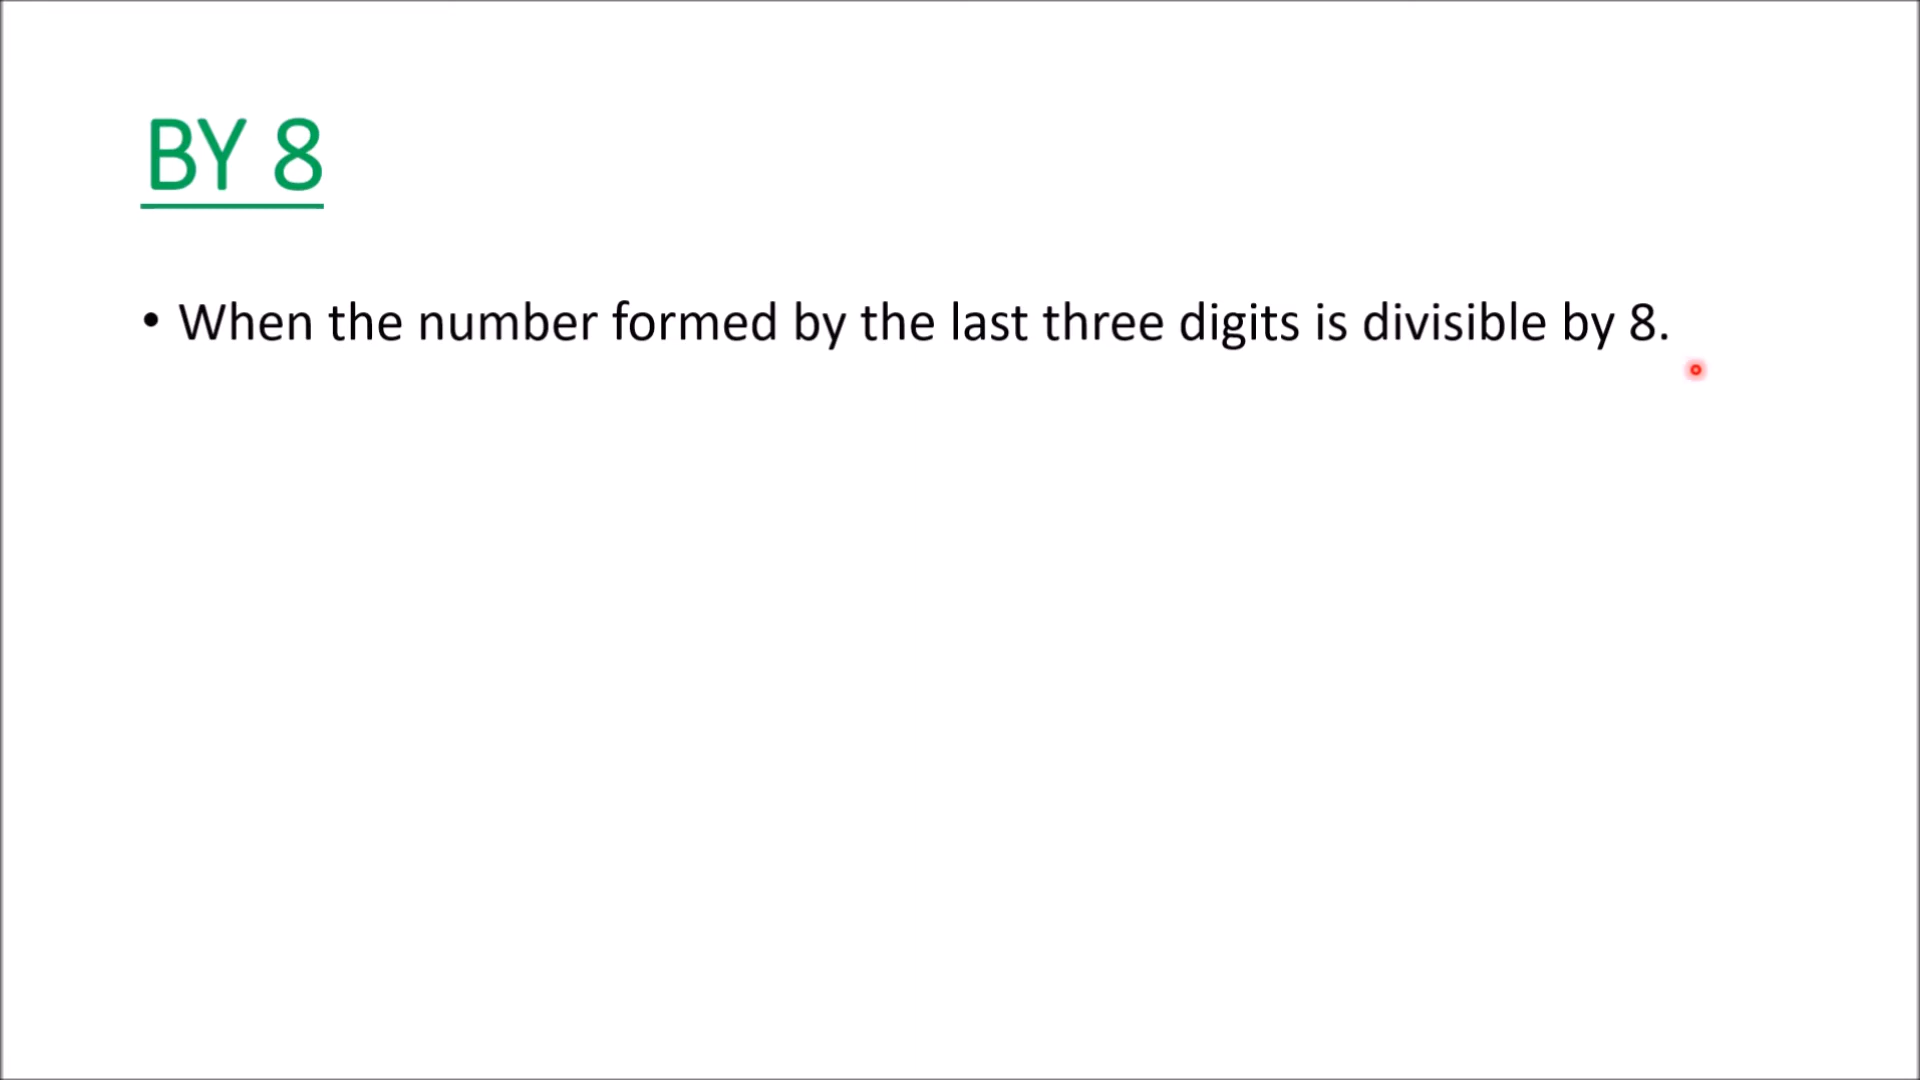 BY 8
• When the number formed by the last three digits is divisible by 8.